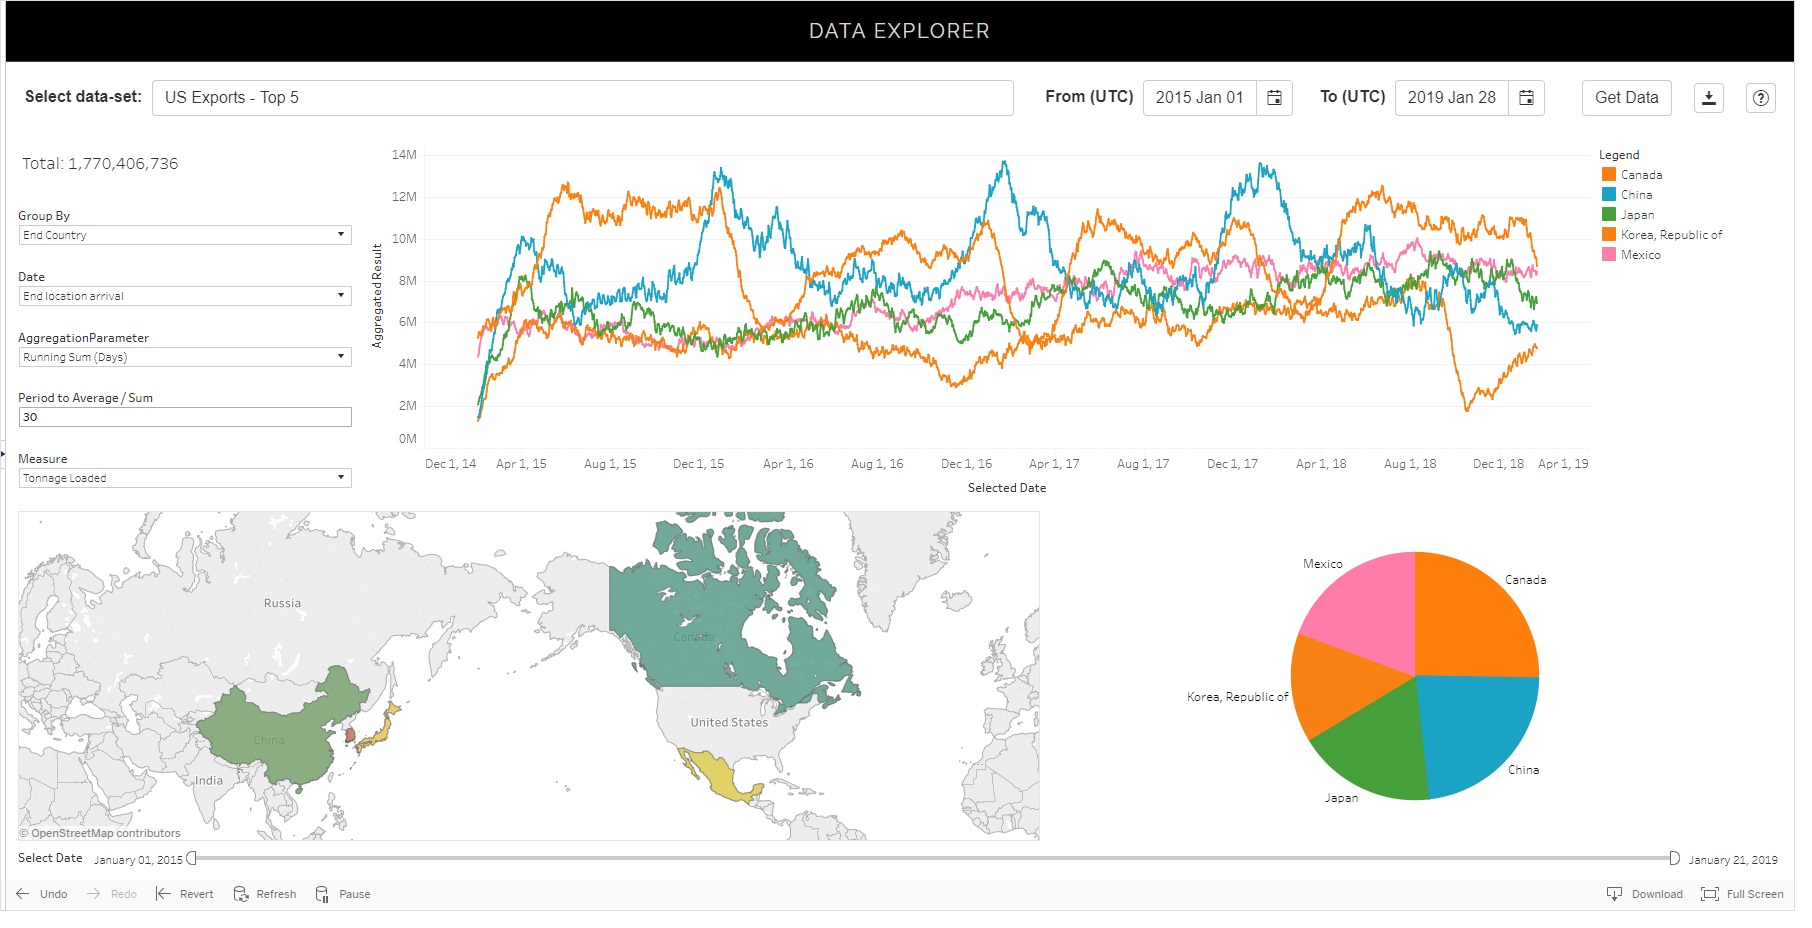 DATA EXPLORER
Select data-set: US Exports - Top 5 From (UTC) 2015 Jan 01 To (UTC) 2019 Jan 28 Get Data
Total: 1,770,406,736
Group By
End Country
Date
End location arrival
AggregationParameter
Running Sum (Days)
Period to Average / Sum
30
Measure
Tonnage Loaded
Aggregated Result
14M
12M
10M
8M
6M
4M
2M
0M
Dec 1, 14 Apr 1, 15 Aug 1, 15 Dec 1, 15 Apr 1, 16 Aug 1, 16 Dec 1, 16 Apr 1, 17 Aug 1, 17 Dec 1, 17 Apr 1, 18 Aug 1, 18 Dec 1, 18 Apr 1, 19
Selected Date
Legend
Canada
China
Japan
Korea, Republic of
Mexico
Russia
Canada
United States
China
India
© OpenStreetMap contributors
Mexico
Canada
Korea, Republic of
China
Japan
Select Date January 01, 2015 January 21, 2019
Undo Redo Revert Refresh Pause Download Full Screen